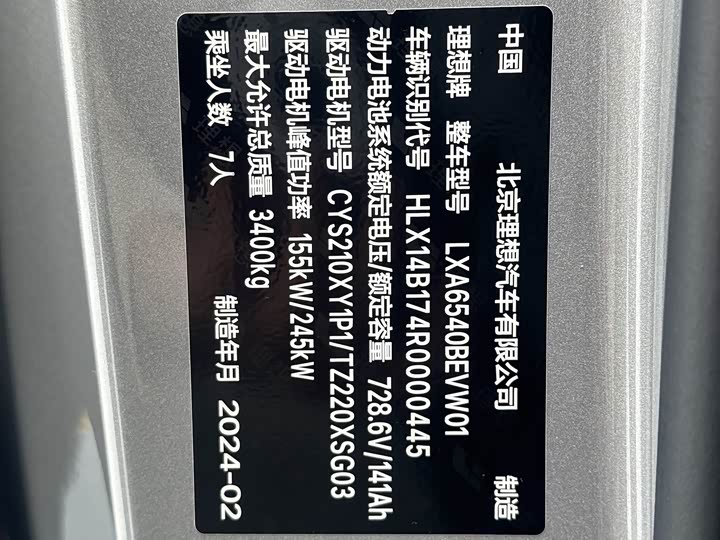 中国 北京理想汽车有限公司 制造
理想牌 整车型号 LXA6540BEVW01
车辆识别代号 HLX14B174R0000445
动力电池系统额定电压/额定容量 728.6V/141Ah
驱动电机型号 CYS210XY1P1/TZ220XSG03
驱动电机峰值功率 155kW/245kW
最大允许总质量 3400kg
乘坐人数 7人 制造年月 2024-02